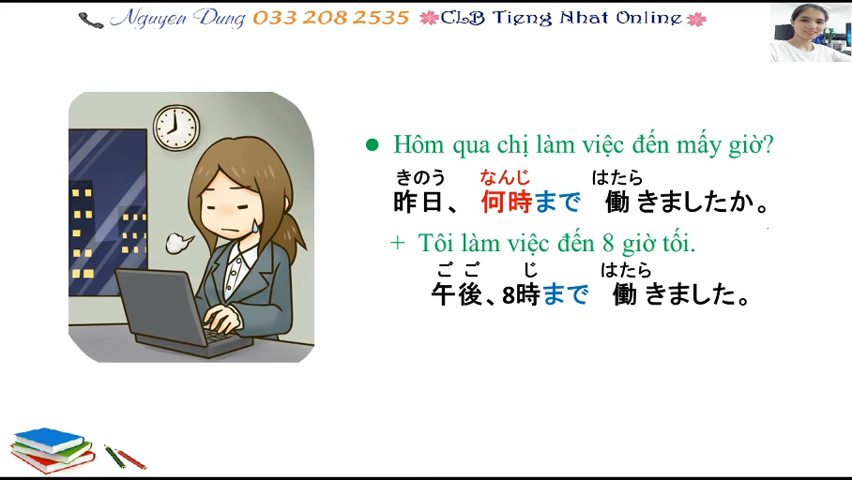 Nguyen Dung 033 208 2535 CLB Tieng Nhat Online
Hôm qua chị làm việc đến mấy giờ?
きのう なんじ はたら
昨日、何時まで 働きましたか。
+ Tôi làm việc đến 8 giờ tối.
ごご じ はたら
午後、8時まで 働きました。